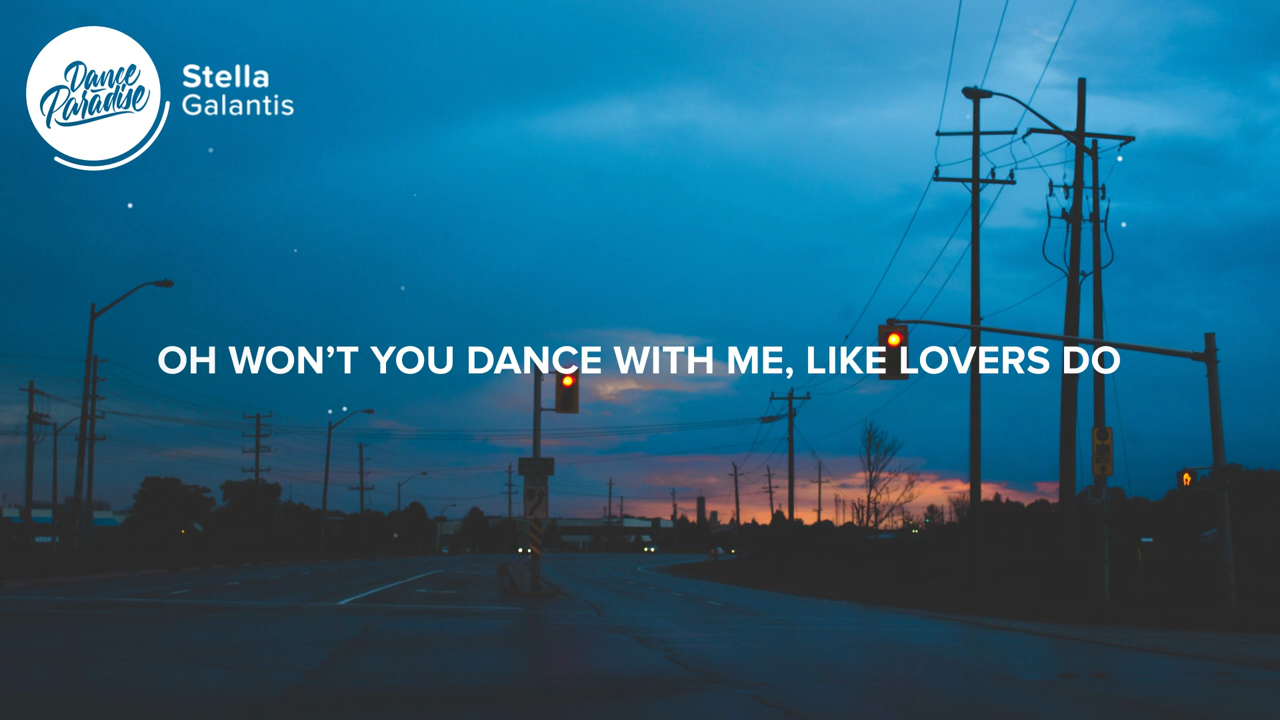 Dance
Paradise
Stella
Galantis
OH WON’T YOU DANCE WITH ME, LIKE LOVERS DO